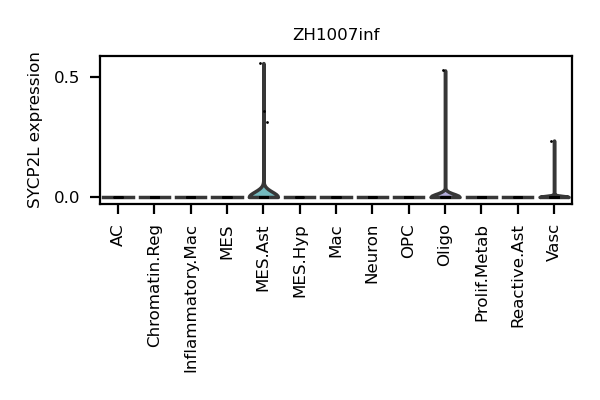 ZH1007inf
SYCP2L expression
0.5
0.0
AC
Chromatin.Reg
Inflammatory.Mac
MES
MES.Ast
MES.Hyp
Mac
Neuron
OPC
Oligo
Prolif.Metab
Reactive.Ast
Vasc